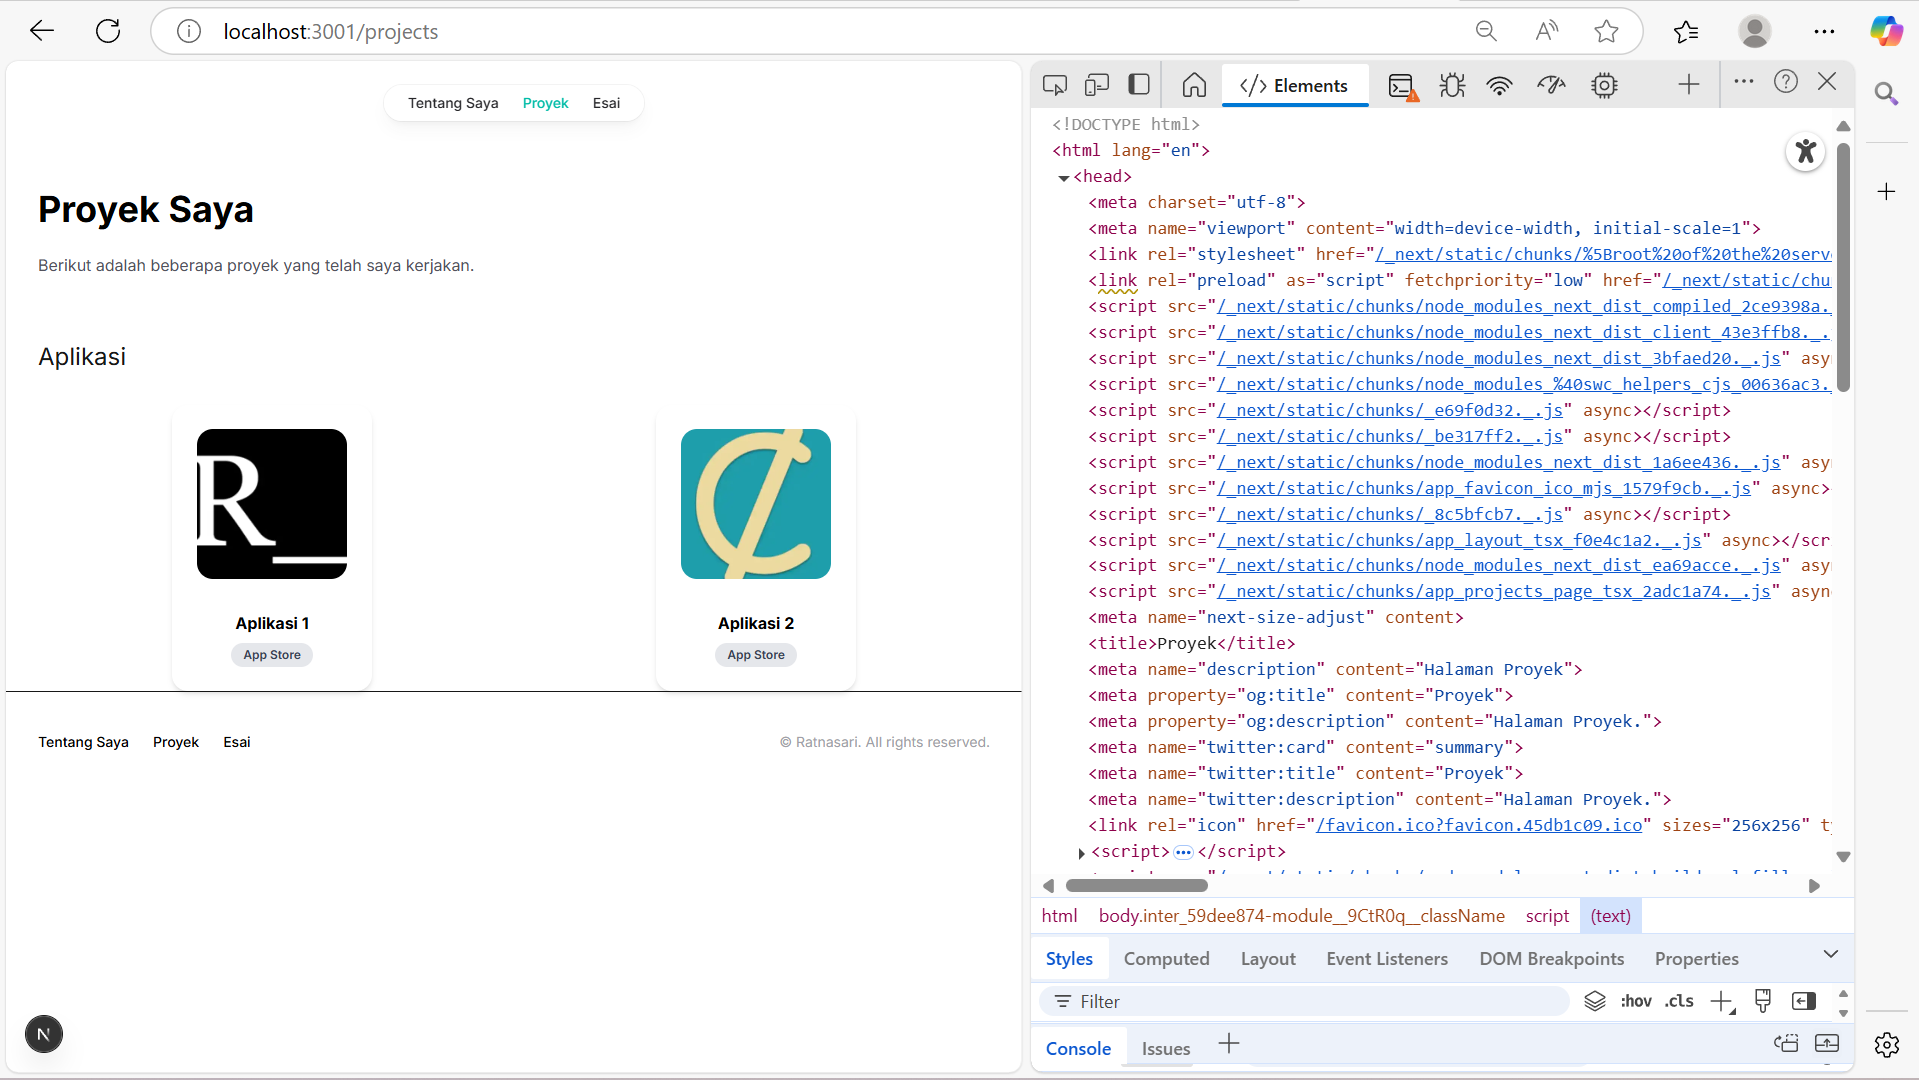 localhost:3001/projects
Tentang Saya Proyek Esai
Proyek Saya
Berikut adalah beberapa proyek yang telah saya kerjakan.
Aplikasi
R_
Aplikasi 1
App Store
Aplikasi 2
App Store
Tentang Saya Proyek Esai
© Ratnasari. All rights reserved.
N
</> Elements
<!DOCTYPE html>
<html lang="en">
<head>
<meta charset="utf-8">
<meta name="viewport" content="width=device-width, initial-scale=1">
<link rel="stylesheet" href="/_next/static/chunks/%5Broot%20of%20the%20serv
<link rel="preload" as="script" fetchpriority="low" href="/_next/static/chu
<script src="/_next/static/chunks/node_modules_next_dist_compiled_2ce9398a.
<script src="/_next/static/chunks/node_modules_next_dist_client_43e3ffb8._.
<script src="/_next/static/chunks/node_modules_next_dist_3bfaed20._.js" asy
<script src="/_next/static/chunks/node_modules_%40swc_helpers_cjs_00636ac3.
<script src="/_next/static/chunks/_e69f0d32._.js" async></script>
<script src="/_next/static/chunks/_be317ff2._.js" async></script>
<script src="/_next/static/chunks/node_modules_next_dist_1a6ee436._.js" asy
<script src="/_next/static/chunks/app_favicon_ico_mjs_1579f9cb._.js" async>
<script src="/_next/static/chunks/_8c5bfcb7._.js" async></script>
<script src="/_next/static/chunks/app_layout_tsx_f0e4c1a2._.js" async></scr
<script src="/_next/static/chunks/node_modules_next_dist_ea69acce._.js" asy
<script src="/_next/static/chunks/app_projects_page_tsx_2adc1a74._.js" asyn
<meta name="next-size-adjust" content>
<title>Proyek</title>
<meta name="description" content="Halaman Proyek">
<meta property="og:title" content="Proyek">
<meta property="og:description" content="Halaman Proyek.">
<meta name="twitter:card" content="summary">
<meta name="twitter:title" content="Proyek">
<meta name="twitter:description" content="Halaman Proyek.">
<link rel="icon" href="/favicon.ico?favicon.45db1c09.ico" sizes="256x256" ty
<script>…</script>
html body.inter_59dee874-module__9CtR0q__className script (text)
Styles Computed Layout Event Listeners DOM Breakpoints Properties
Filter :hov .cls
Console Issues